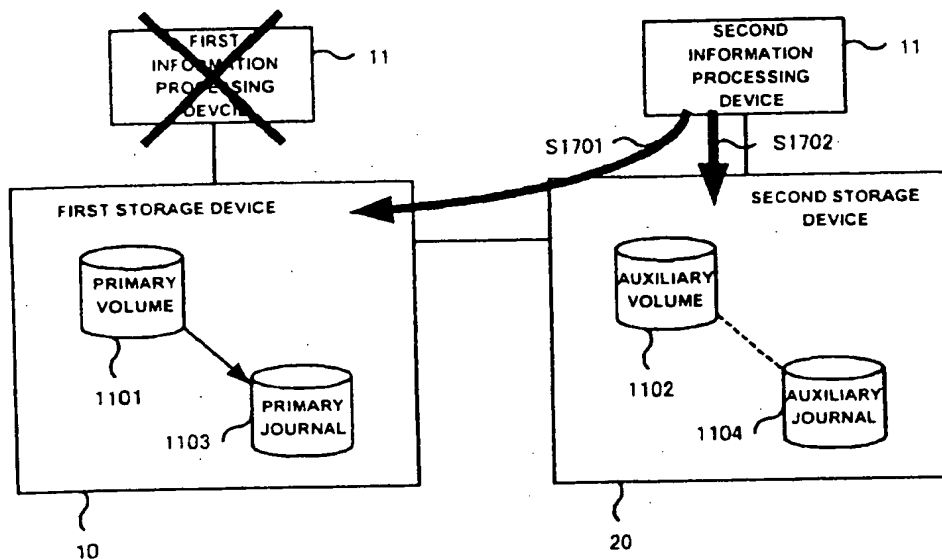 FIRST
INFORMATION
PROCESSING
DEVCIE
11
SECOND
INFORMATION
PROCESSING
DEVICE
11
S1701
S1702
FIRST STORAGE DEVICE
SECOND STORAGE
DEVICE
PRIMARY
VOLUME
AUXILIARY
VOLUME
1101
1102
PRIMARY
JOURNAL
AUXILIARY
JOURNAL
1103
1104
10
20